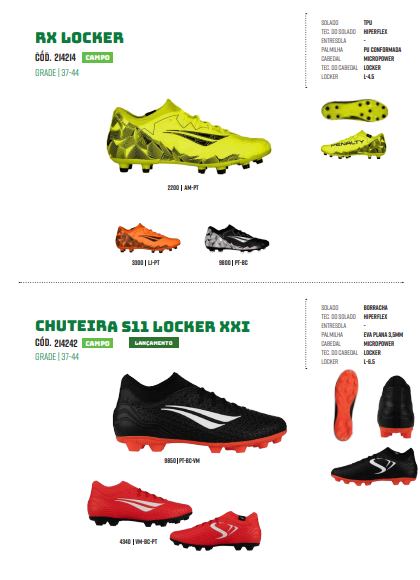 RX LOCKER
CÓD. 214214 CAMPO
GRADE | 37-44
SOLADO TPU
TEC. DO SOLADO HIPERFLEX
ENTRESOLA -
PALMILHA PU CONFORMADA
CABEDAL MICROPOWER
TEC. DO CABEDAL LOCKER
LOCKER L-4.5
PENALTY
2200 | AM-PT
3300 | LJ-PT
9800 | PT-BC
CHUTEIRA S11 LOCKER XXI
CÓD. 214242 CAMPO LANÇAMENTO
GRADE | 37-44
SOLADO BORRACHA
TEC. DO SOLADO HIPERFLEX
ENTRESOLA -
PALMILHA EVA PLANA 3,5MM
CABEDAL MICROPOWER
TEC. DO CABEDAL LOCKER
LOCKER L-6.5
9850 | PT-BC-VM
4340 | VM-BC-PT